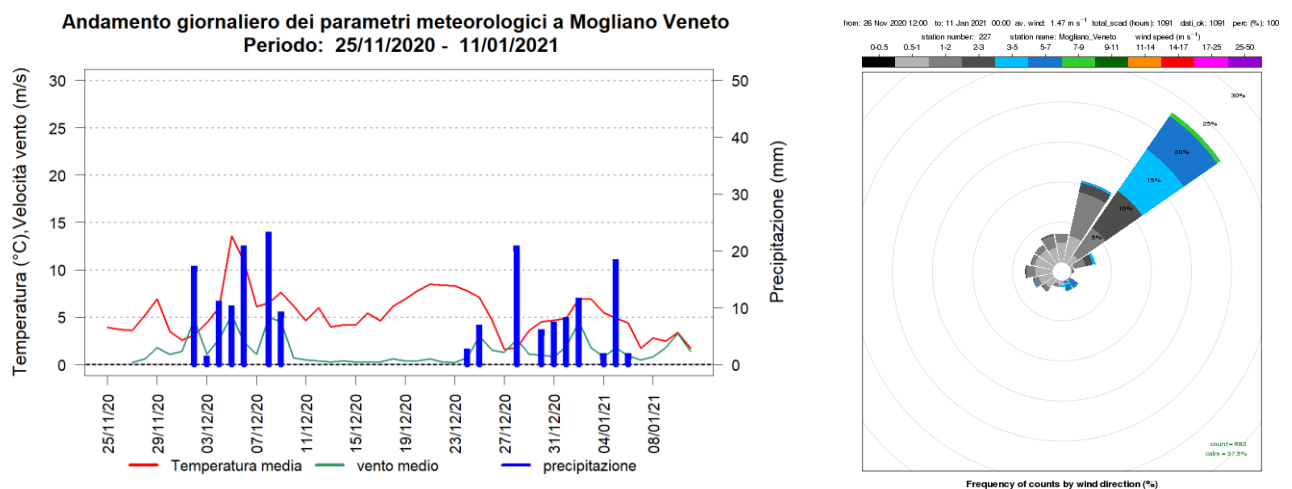 Andamento giornaliero dei parametri meteorologici a Mogliano Veneto
Periodo: 25/11/2020 - 11/01/2021
Temperatura (°C),Velocità vento (m/s)
30
25
20
15
10
5
0
50
40
30
20
10
0
Precipitazione (mm)
25/11/20
29/11/20
03/12/20
07/12/20
11/12/20
15/12/20
19/12/20
23/12/20
27/12/20
31/12/20
04/01/21
08/01/21
Temperatura media
vento medio
precipitazione
from: 26 Nov 2020 12:00 to: 11 Jan 2021 00:00 av. wind: 1.47 m s⁻¹ total_scad (hours): 1091 dati_ok: 1091 perc (%): 100
station number: 227 station name: Mogliano_Veneto wind speed (m s⁻¹)
0-0.5 0.5-1 1-2 2-3 3-5 5-7 7-9 9-11 11-14 14-17 17-25 25-50
30%
25%
20%
15%
10%
5%
count= 682
calm = 37.5%
Frequency of counts by wind direction (%)